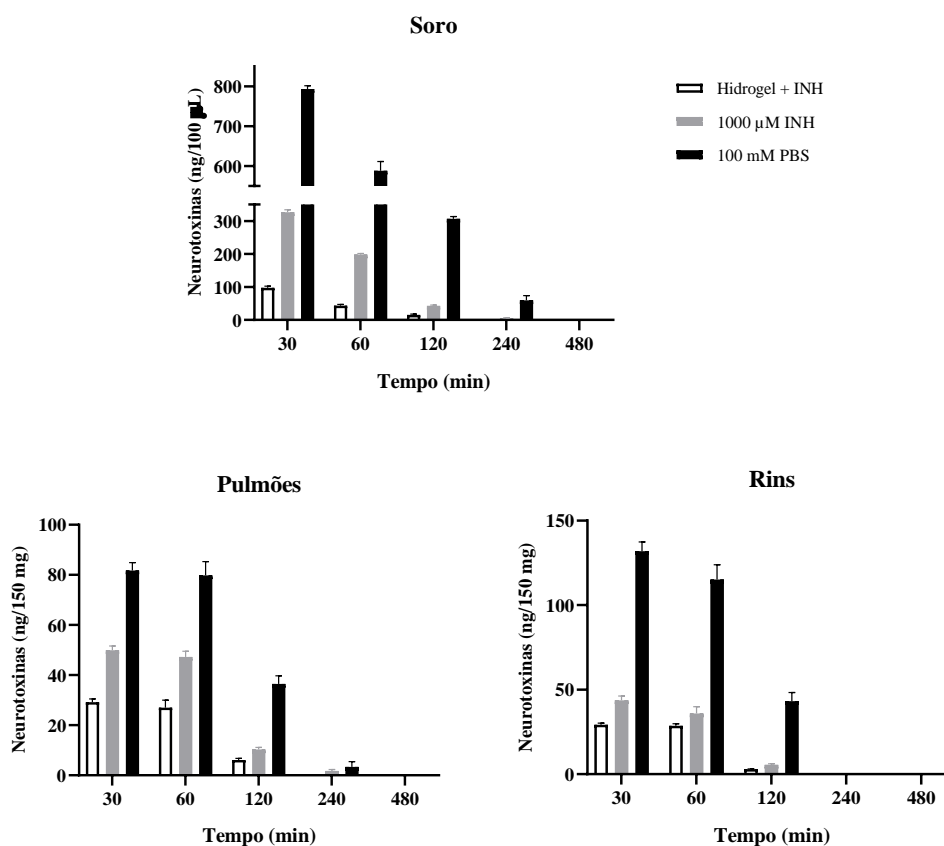 Soro
Neurotoxinas (ng/100 µL)
800
700
600
300
200
100
0
30 60 120 240 480
Tempo (min)
Hidrogel + INH
1000 µM INH
100 mM PBS
Pulmões
Neurotoxinas (ng/150 mg)
100
80
60
40
20
0
30 60 120 240 480
Tempo (min)
Rins
Neurotoxinas (ng/150 mg)
150
100
50
0
30 60 120 240 480
Tempo (min)